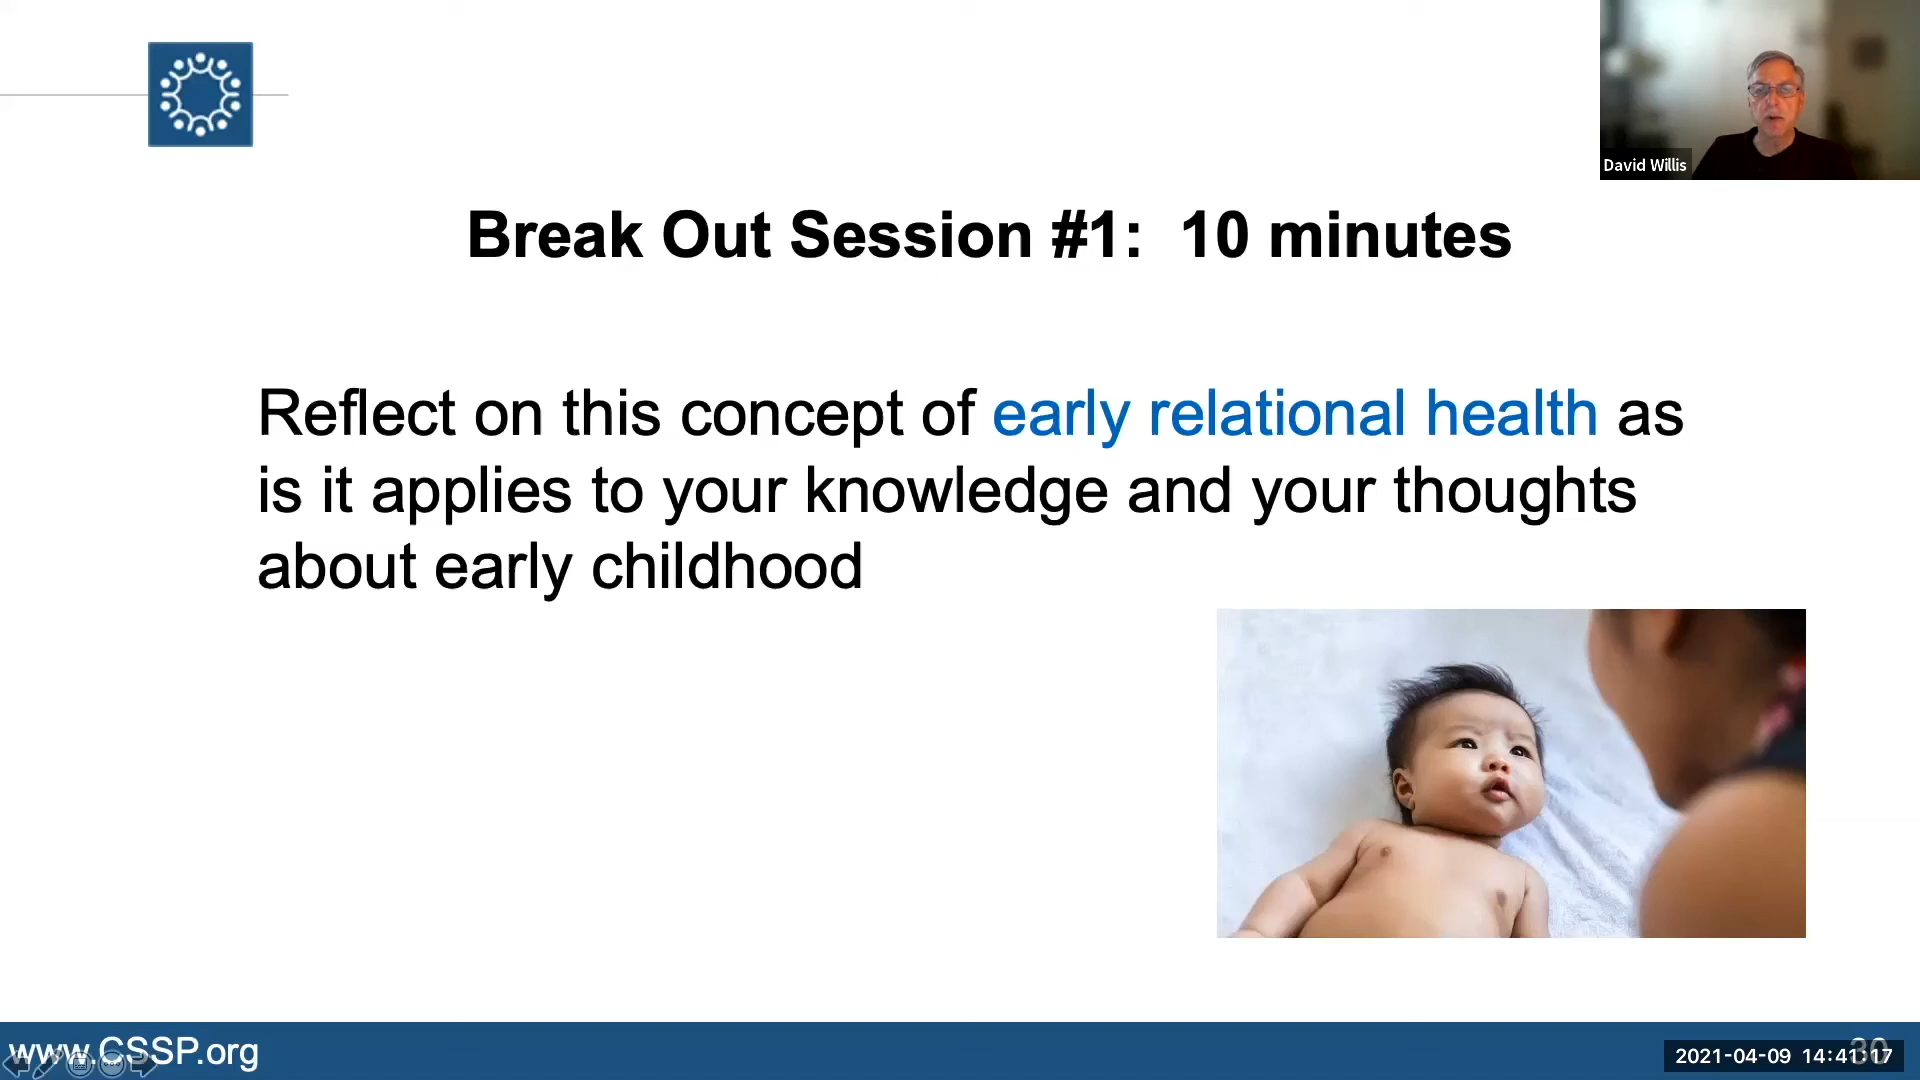 David Willis
Break Out Session #1: 10 minutes
Reflect on this concept of early relational health as
is it applies to your knowledge and your thoughts
about early childhood
www.CSSP.org
30
2021-04-09 14:41:17